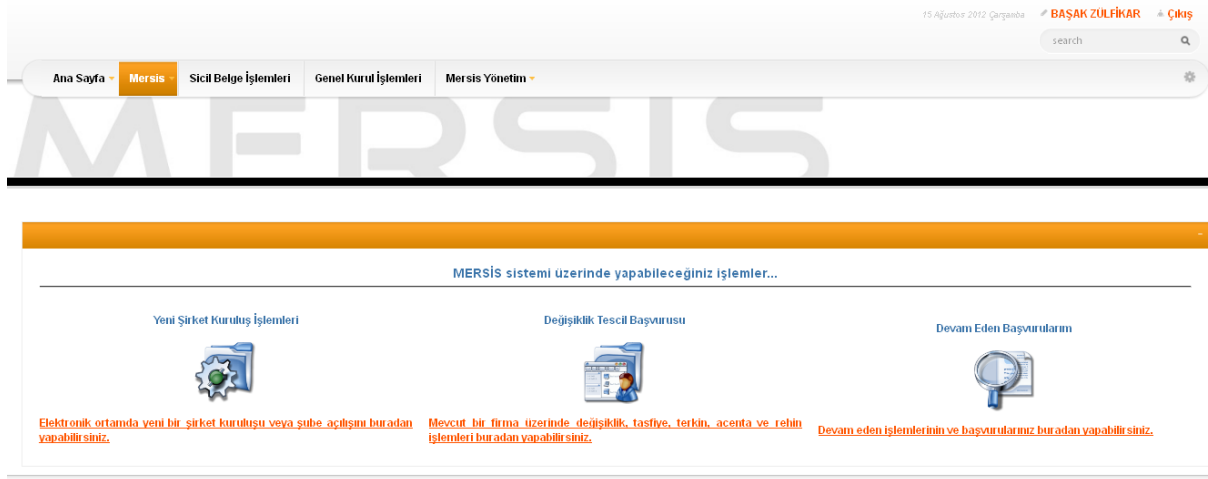 15 Ağustos 2012 Çarşamba BAŞAK ZÜLFİKAR Çıkış
search
Ana Sayfa Mersis Sicil Belge İşlemleri Genel Kurul İşlemleri Mersis Yönetim
MERSIS
MERSİS sistemi üzerinde yapabileceğiniz işlemler...
Yeni Şirket Kuruluş İşlemleri
Elektronik ortamda yeni bir şirket kuruluşu veya şube açılışını buradan
yapabilirsiniz.
Değişiklik Tescil Başvurusu
Mevcut bir firma üzerinde değişiklik, tasfiye, terkin, acenta ve rehin
işlemleri buradan yapabilirsiniz.
Devam Eden Başvurularım
Devam eden işlemlerinin ve başvurularınız buradan yapabilirsiniz.